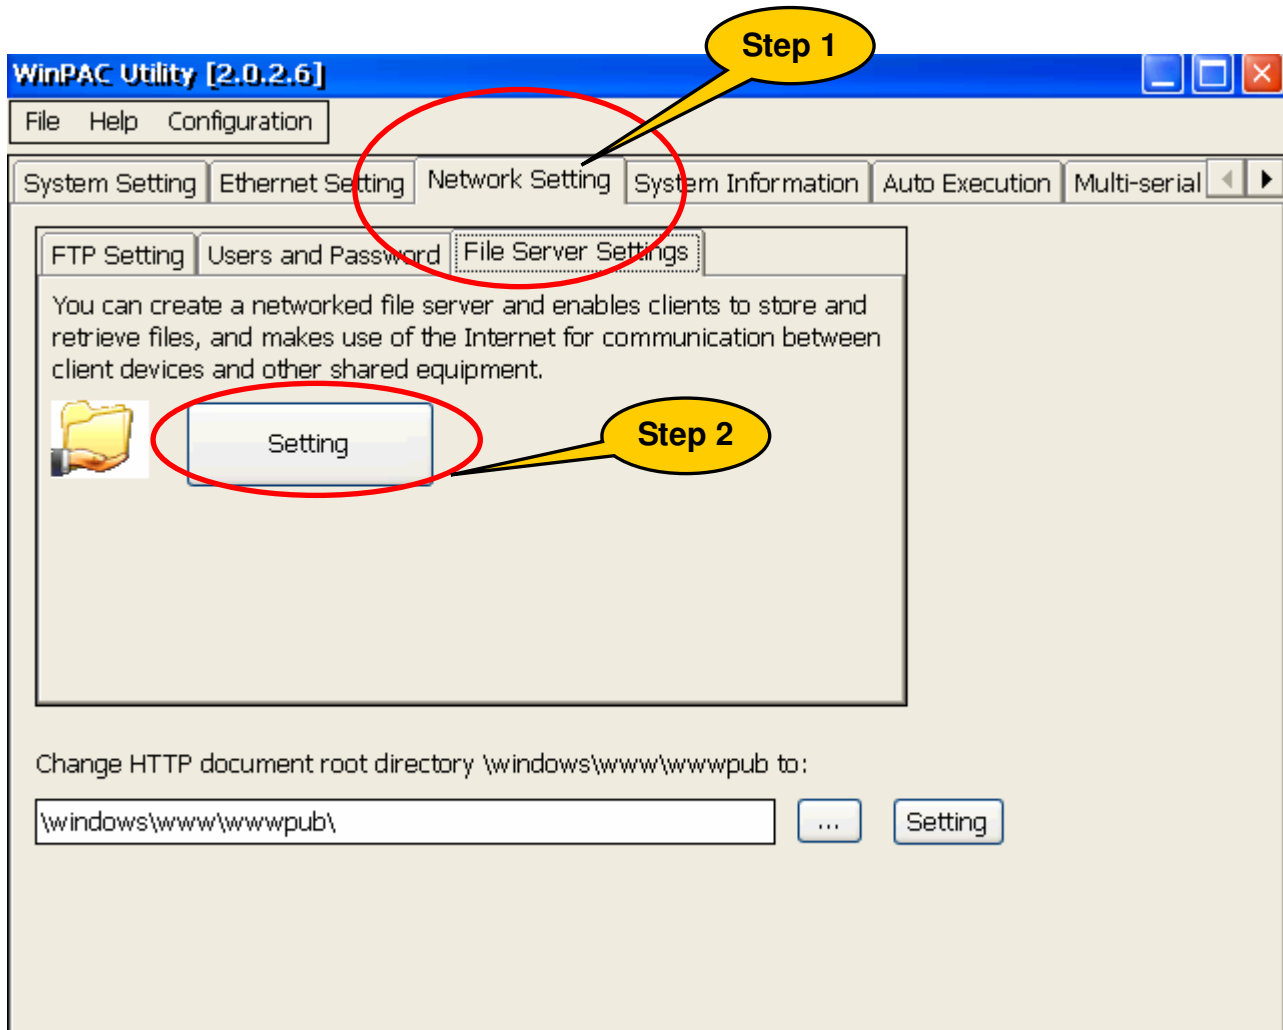 Step 1
WinPAC Utility [2.0.2.6]
File Help Configuration
System Setting Ethernet Setting Network Setting System Information Auto Execution Multi-serial
FTP Setting Users and Password File Server Settings
You can create a networked file server and enables clients to store and
retrieve files, and makes use of the Internet for communication between
client devices and other shared equipment.
Setting
Step 2
Change HTTP document root directory \windows\www\wwwpub to:
\windows\www\wwwpub\
... Setting